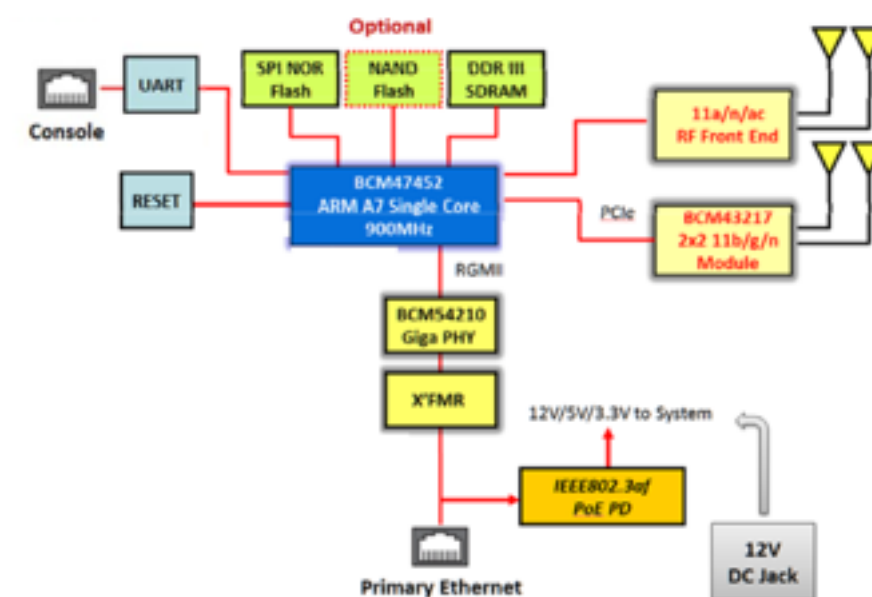 Optional
SPI NOR
Flash
NAND
Flash
DDR III
SDRAM
UART
Console
11a/n/ac
RF Front End
RESET
BCM47452
ARM A7 Single Core
900MHz
PCIe
BCM43217
2x2 11b/g/n
Module
RGMII
BCM54210
Giga PHY
X'FMR
12V/5V/3.3V to System
IEEE802.3af
PoE PD
12V
DC Jack
Primary Ethernet